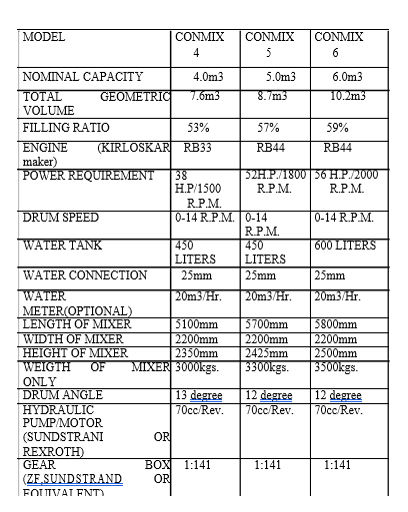 MODEL CONMIX 4 CONMIX 5 CONMIX 6
NOMINAL CAPACITY 4.0m3 5.0m3 6.0m3
TOTAL GEOMETRIC VOLUME 7.6m3 8.7m3 10.2m3
FILLING RATIO 53% 57% 59%
ENGINE (KIRLOSKAR maker) RB33 RB44 RB44
POWER REQUIREMENT 38 H.P/1500 R.P.M. 52H.P./1800 R.P.M. 56 H.P./2000 R.P.M.
DRUM SPEED 0-14 R.P.M. 0-14 R.P.M. 0-14 R.P.M.
WATER TANK 450 LITERS 450 LITERS 600 LITERS
WATER CONNECTION 25mm 25mm 25mm
WATER METER(OPTIONAL) 20m3/Hr. 20m3/Hr. 20m3/Hr.
LENGTH OF MIXER 5100mm 5700mm 5800mm
WIDTH OF MIXER 2200mm 2200mm 2200mm
HEIGHT OF MIXER 2350mm 2425mm 2500mm
WEIGTH OF MIXER ONLY 3000kgs. 3300kgs. 3500kgs.
DRUM ANGLE 13 degree 12 degree 12 degree
HYDRAULIC PUMP/MOTOR (SUNDSTRANI OR REXROTH) 70cc/Rev. 70cc/Rev. 70cc/Rev.
GEAR BOX (ZF,SUNDSTRAND OR EQUIVALENT) 1:141 1:141 1:141